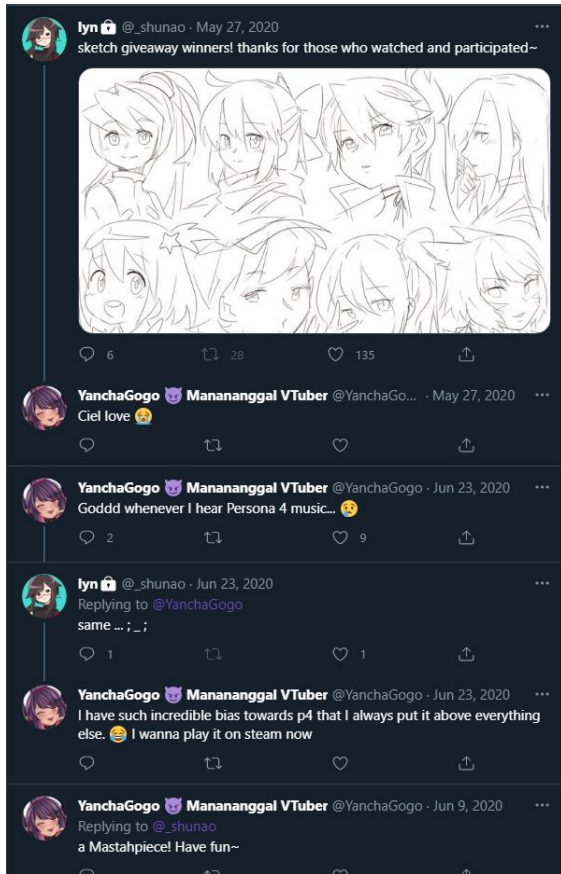 lyn🔒 @_shunao · May 27, 2020
sketch giveaway winners! thanks for those who watched and participated~
6 28 135
YanchaGogo 😈 Manananggal VTuber @YanchaGo... · May 27, 2020
Ciel love 😭
YanchaGogo 😈 Manananggal VTuber @YanchaGogo · Jun 23, 2020
Goddd whenever I hear Persona 4 music... 😢
2 9
lyn🔒 @_shunao · Jun 23, 2020
Replying to @YanchaGogo
same ... ; _ ;
1 1
YanchaGogo 😈 Manananggal VTuber @YanchaGogo · Jun 23, 2020
I have such incredible bias towards p4 that I always put it above everything
else. 😂 I wanna play it on steam now
YanchaGogo 😈 Manananggal VTuber @YanchaGogo · Jun 9, 2020
Replying to @_shunao
a Mastahpiece! Have fun~